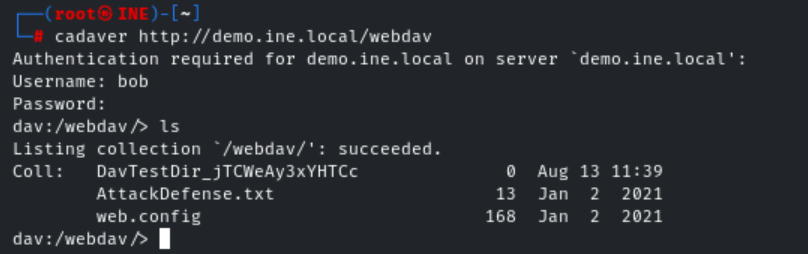 ┌──(root㉿INE)-[~]
└─# cadaver http://demo.ine.local/webdav
Authentication required for demo.ine.local on server `demo.ine.local':
Username: bob
Password:
dav:/webdav/> ls
Listing collection `/webdav/': succeeded.
Coll:   DavTestDir_jTCWeAy3xYHTCc              0  Aug 13 11:39
        AttackDefense.txt                     13  Jan  2  2021
        web.config                           168  Jan  2  2021
dav:/webdav/>